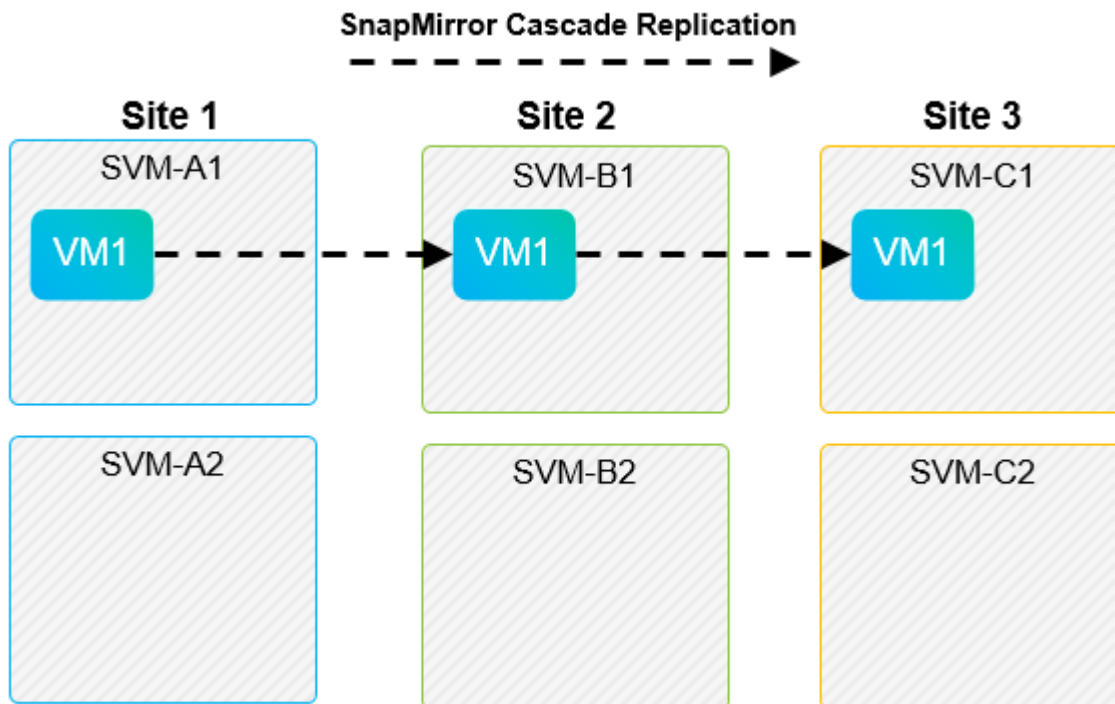 SnapMirror Cascade Replication
Site 1
Site 2
Site 3
SVM-A1
SVM-B1
SVM-C1
VM1
VM1
VM1
SVM-A2
SVM-B2
SVM-C2